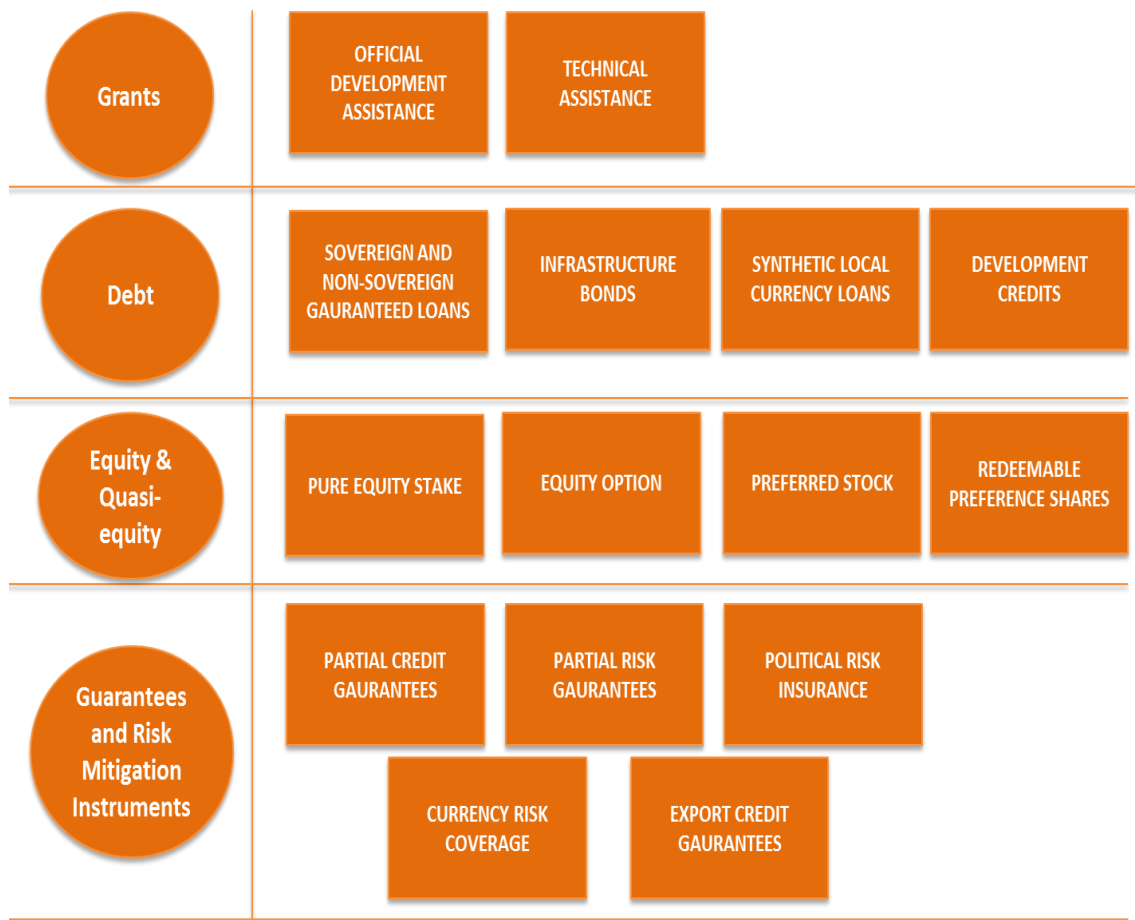 Grants
OFFICIAL
DEVELOPMENT
ASSISTANCE
TECHNICAL
ASSISTANCE
Debt
SOVEREIGN AND
NON-SOVEREIGN
GAURANTEED LOANS
INFRASTRUCTURE
BONDS
SYNTHETIC LOCAL
CURRENCY LOANS
DEVELOPMENT
CREDITS
Equity &
Quasi-
equity
PURE EQUITY STAKE
EQUITY OPTION
PREFERRED STOCK
REDEEMABLE
PREFERENCE SHARES
Guarantees
and Risk
Mitigation
Instruments
PARTIAL CREDIT
GAURANTEES
PARTIAL RISK
GAURANTEES
POLITICAL RISK
INSURANCE
CURRENCY RISK
COVERAGE
EXPORT CREDIT
GAURANTEES